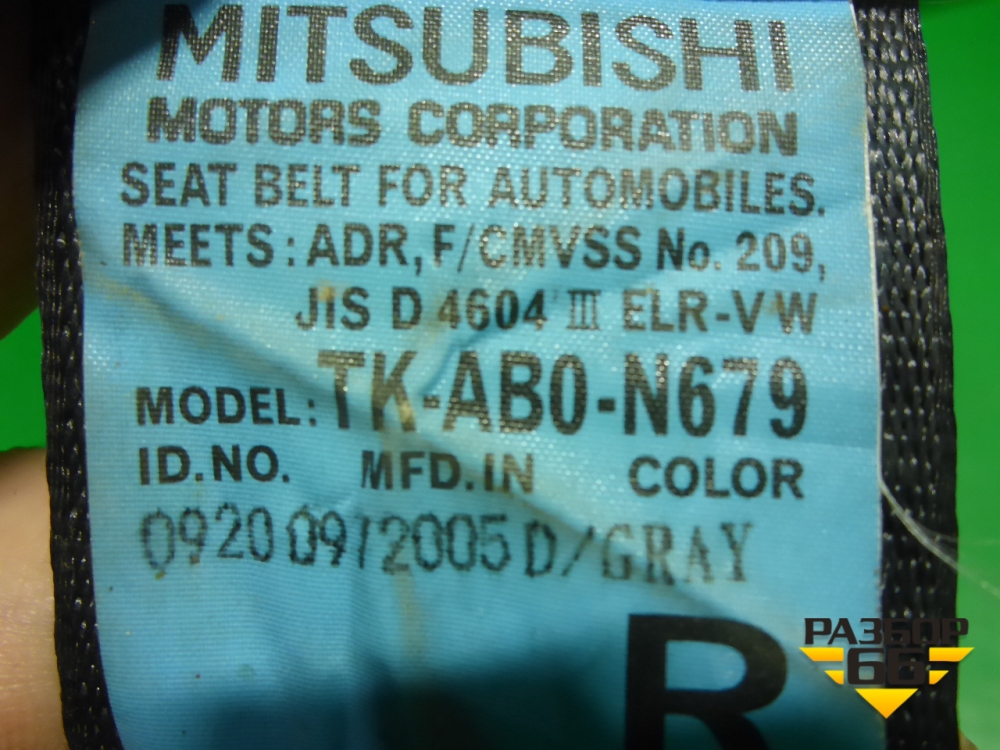 MITSUBISHI
MOTORS CORPORATION
SEAT BELT FOR AUTOMOBILES.
MEETS : ADR, F/CMVSS No. 209,
JIS D 4604 III ELR-VW
MODEL: TK-AB0-N679
ID.NO. MFD.IN COLOR
0920 09/2005 D/GRAY
R
РАЗБОР
66